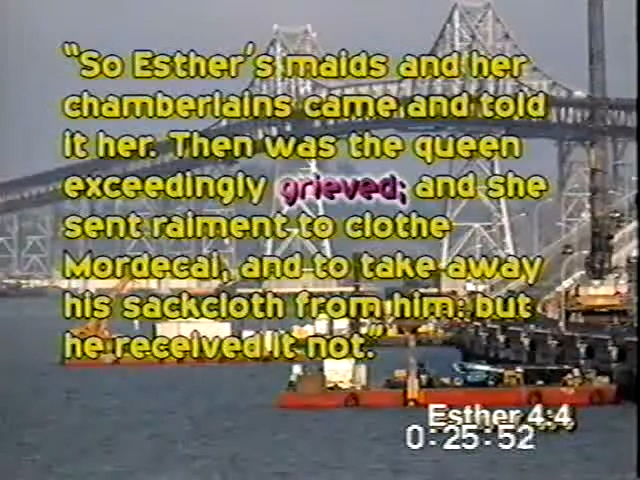 "So Esther's maids and her
chamberlains came and told
it her. Then was the queen
exceedingly grieved; and she
sent raiment to clothe
Mordecai, and to take away
his sackcloth from him: but
he received it not."
Esther 4:4
0:25:52